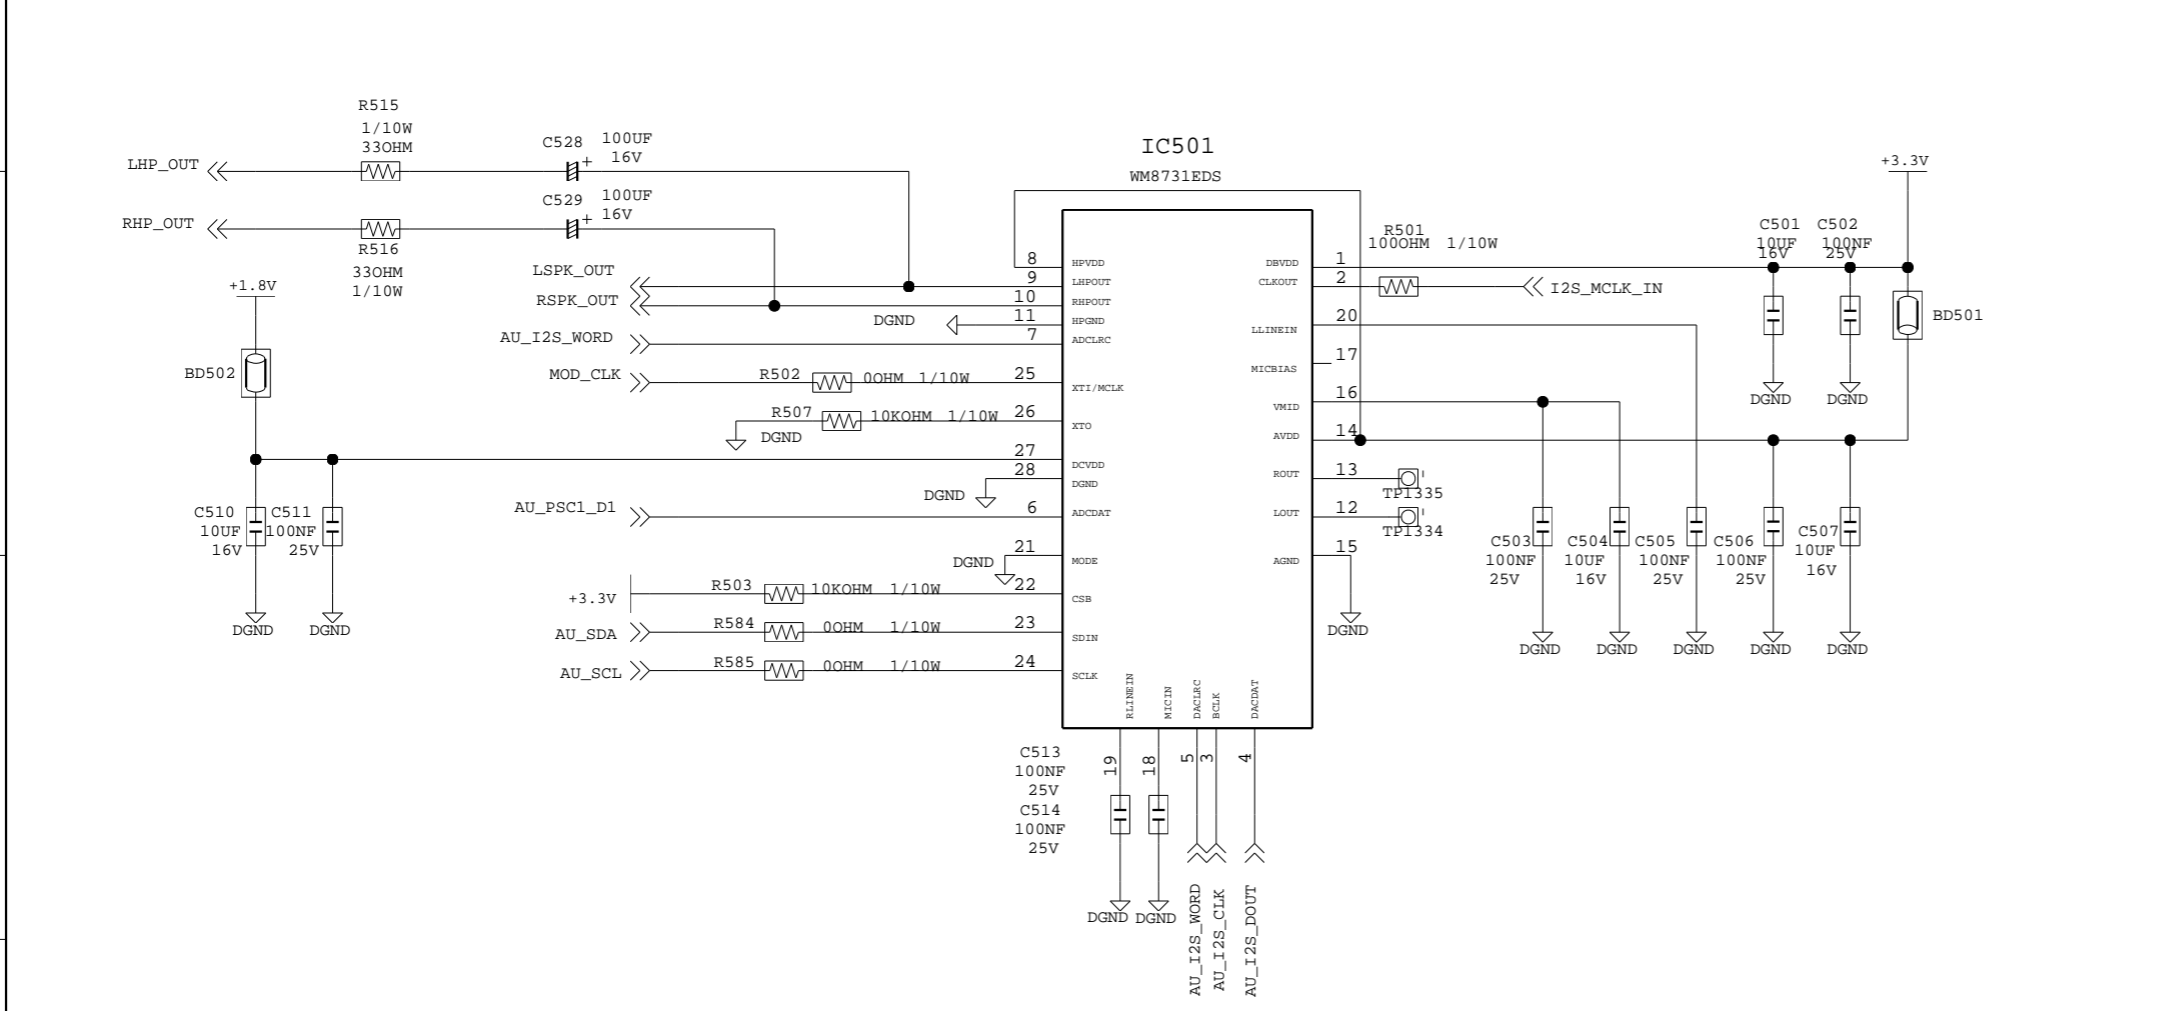 R515
1/10W
33OHM
C528
100UF
16V
LHP_OUT
C529
100UF
16V
RHP_OUT
R516
33OHM
1/10W
IC501
WM8731EDS
+3.3V
LSPK_OUT
RSPK_OUT
DGND
AU_I2S_WORD
MOD_CLK
R502
0OHM 1/10W
R507
10KOHM 1/10W
DGND
+1.8V
BD502
C510
10UF
16V
C511
100NF
25V
DGND
DGND
DGND
AU_PSC1_D1
DGND
+3.3V
R503
10KOHM 1/10W
AU_SDA
R584
0OHM 1/10W
AU_SCL
R585
0OHM 1/10W
8
9
10
11
7
25
26
27
28
6
21
22
23
24
HPVDD
LHPOUT
RHPOUT
HPGND
ADCLRC
XTI/MCLK
XTO
DCVDD
DGND
ADCDAT
MODE
CSB
SDIN
SCLK
DBVDD
CLKOUT
LLINEIN
MICBIAS
VMID
AVDD
ROUT
LOUT
AGND
1
2
20
17
16
14
13
12
15
RLINEIN
MICIN
DACLRC
BCLK
DACDAT
19
18
5
3
4
R501
100OHM 1/10W
I2S_MCLK_IN
C501
10UF
16V
C502
100NF
25V
BD501
DGND
DGND
TP1335
TP1334
DGND
C503
100NF
25V
C504
10UF
16V
C505
100NF
25V
C506
100NF
25V
C507
10UF
16V
DGND
DGND
DGND
DGND
DGND
C513
100NF
25V
C514
100NF
25V
DGND
DGND
AU_I2S_WORD
AU_I2S_CLK
AU_I2S_DOUT